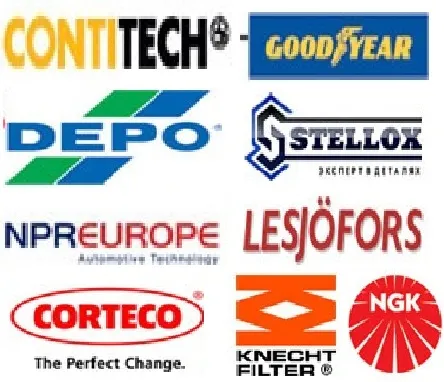 CONTITECH
GOODYEAR
DEPO®
STELLOX
ЭКСПЕРТ В ДЕТАЛЯХ
NPREUROPE
Automotive Technology
LESJÖFORS
CORTECO®
The Perfect Change.
KNECHT
FILTER®
NGK